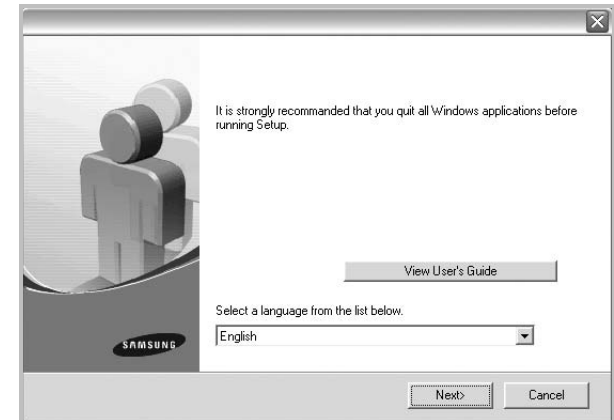 It is strongly recommanded that you quit all Windows applications before
running Setup.
View User's Guide
Select a language from the list below.
English
SAMSUNG
Next>
Cancel